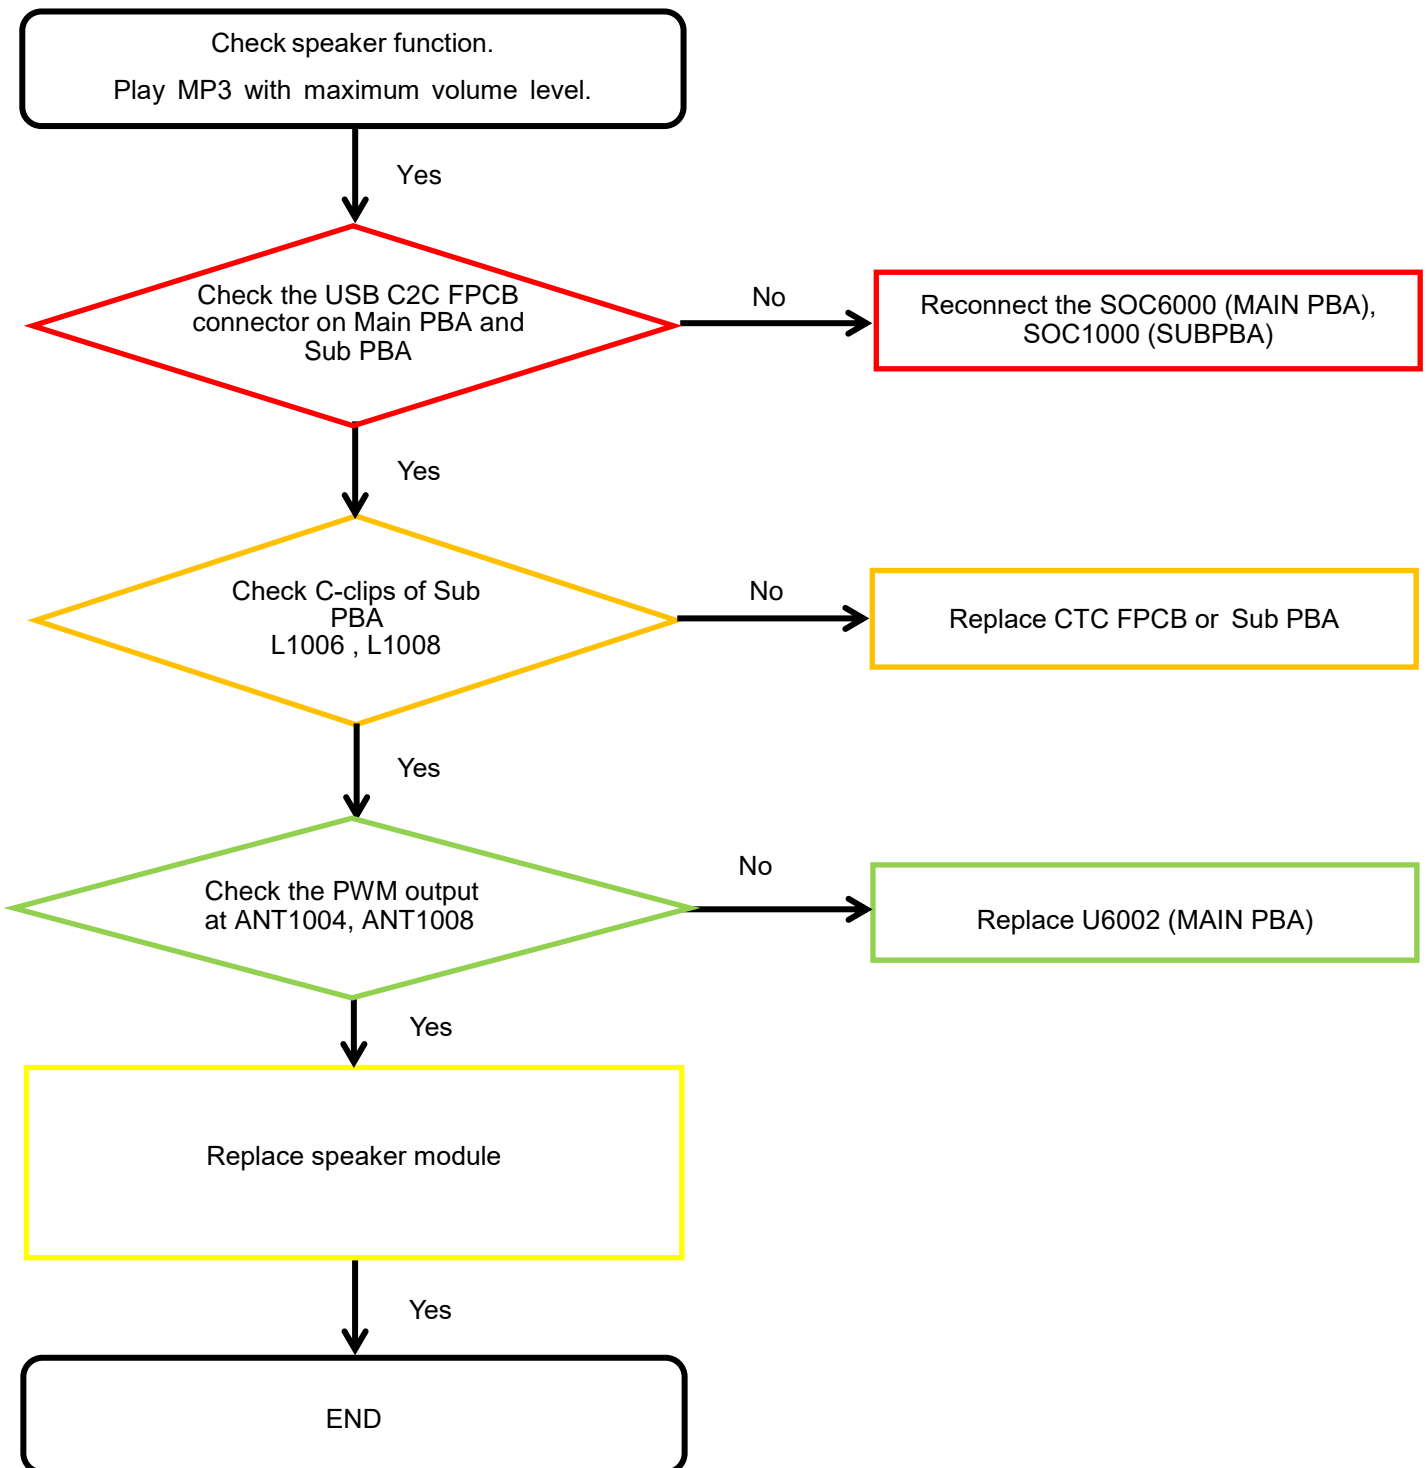 Check speaker function.
Play MP3 with maximum volume level.
Yes
Check the USB C2C FPCB
connector on Main PBA and
Sub PBA
No
Reconnect the SOC6000 (MAIN PBA),
SOC1000 (SUBPBA)
Yes
Check C-clips of Sub
PBA
L1006 , L1008
No
Replace CTC FPCB or Sub PBA
Yes
Check the PWM output
at ANT1004, ANT1008
No
Replace U6002 (MAIN PBA)
Yes
Replace speaker module
Yes
END